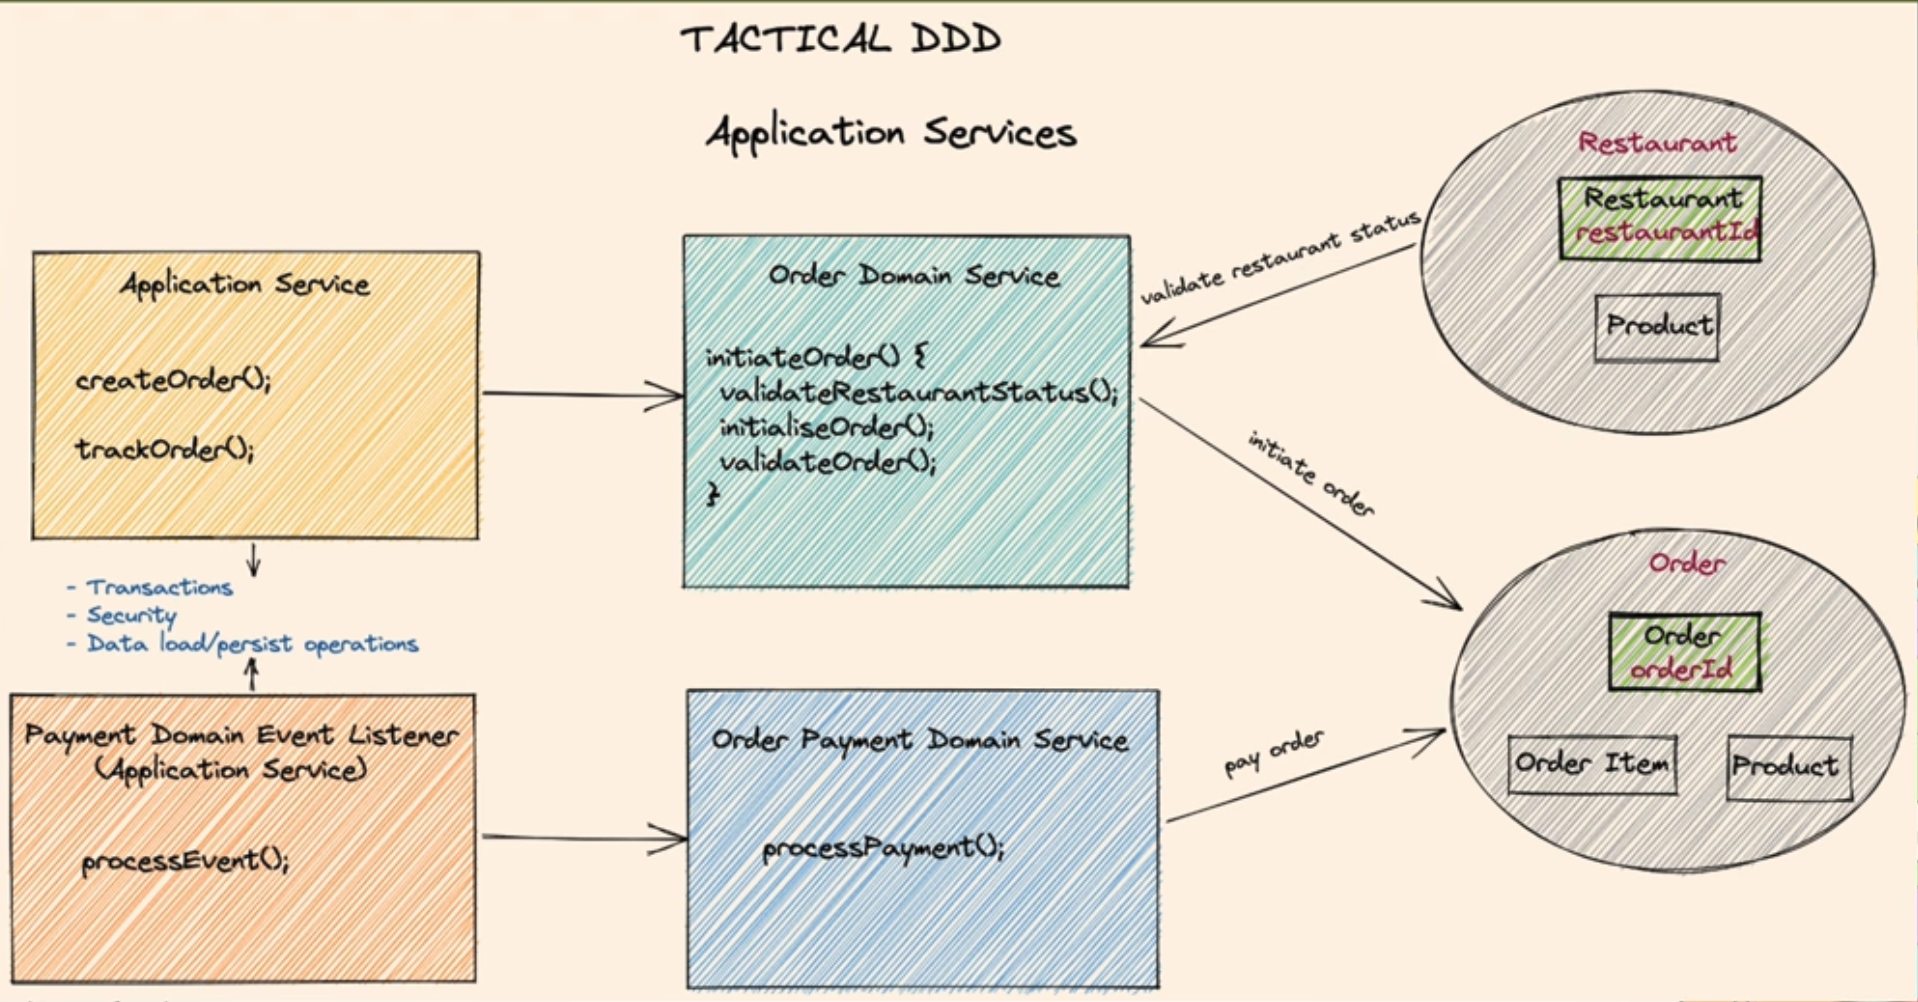 TACTICAL DDD
Application Services
Application Service
createOrder();
trackOrder();
- Transactions
- Security
- Data load/persist operations
Payment Domain Event Listener
(Application Service)
processEvent();
Order Domain Service
initiateOrder() {
validateRestaurantStatus();
initialiseOrder();
validateOrder();
}
Order Payment Domain Service
processPayment();
validate restaurant status
initiate order
pay order
Restaurant
Restaurant
restaurantId
Product
Order
Order
orderId
Order Item
Product